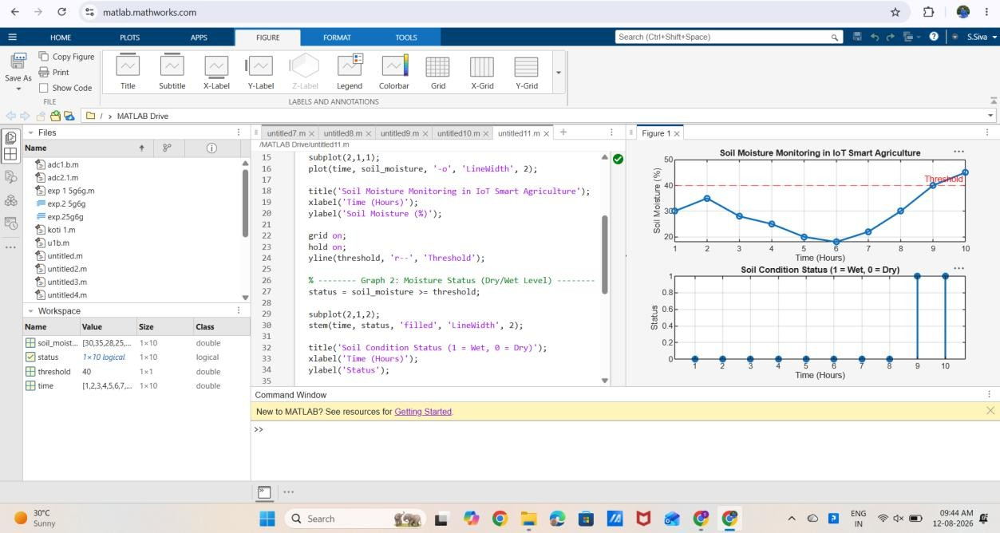 matlab.mathworks.com
HOME PLOTS APPS FIGURE FORMAT TOOLS
Search (Ctrl+Shift+Space)
S.Siva
Save As
Copy Figure
Print
Show Code
FILE
Title Subtitle X-Label Y-Label Z-Label Legend Colorbar Grid X-Grid Y-Grid
LABELS AND ANNOTATIONS
/ > MATLAB Drive
Files
Name
adc1.b.m
adc2.1.m
exp 1 5g6g.m
exp.2 5g6g
exp.25g6g
koti 1.m
u1b.m
untitled.m
untitled2.m
untitled3.m
untitled4.m
Workspace
Name Value Size Class
soil_moist... [30,35,28,25,... 1×10 double
status 1×10 logical 1×10 logical
threshold 40 1×1 double
time [1,2,3,4,5,6,7,... 1×10 double
untitled7.m untitled8.m untitled9.m untitled10.m untitled11.m
/MATLAB Drive/untitled11.m
15 subplot(2,1,1);
16 plot(time, soil_moisture, '-o', 'LineWidth', 2);
17
18 title('Soil Moisture Monitoring in IoT Smart Agriculture');
19 xlabel('Time (Hours)');
20 ylabel('Soil Moisture (%)');
21
22 grid on;
23 hold on;
24 yline(threshold, 'r--', 'Threshold');
25
26 % -------- Graph 2: Moisture Status (Dry/Wet Level) --------
27 status = soil_moisture >= threshold;
28
29 subplot(2,1,2);
30 stem(time, status, 'filled', 'LineWidth', 2);
31
32 title('Soil Condition Status (1 = Wet, 0 = Dry)');
33 xlabel('Time (Hours)');
34 ylabel('Status');
35
Figure 1
Soil Moisture Monitoring in IoT Smart Agriculture
Soil Moisture (%)
50
40
30
20
Threshold
1 2 3 4 5 6 7 8 9 10
Time (Hours)
Soil Condition Status (1 = Wet, 0 = Dry)
Status
1
0.8
0.6
0.4
0.2
0
1 2 3 4 5 6 7 8 9 10
Time (Hours)
Command Window
New to MATLAB? See resources for Getting Started.
>>
30°C
Sunny
Search
ENG
IN
09:44 AM
12-08-2026